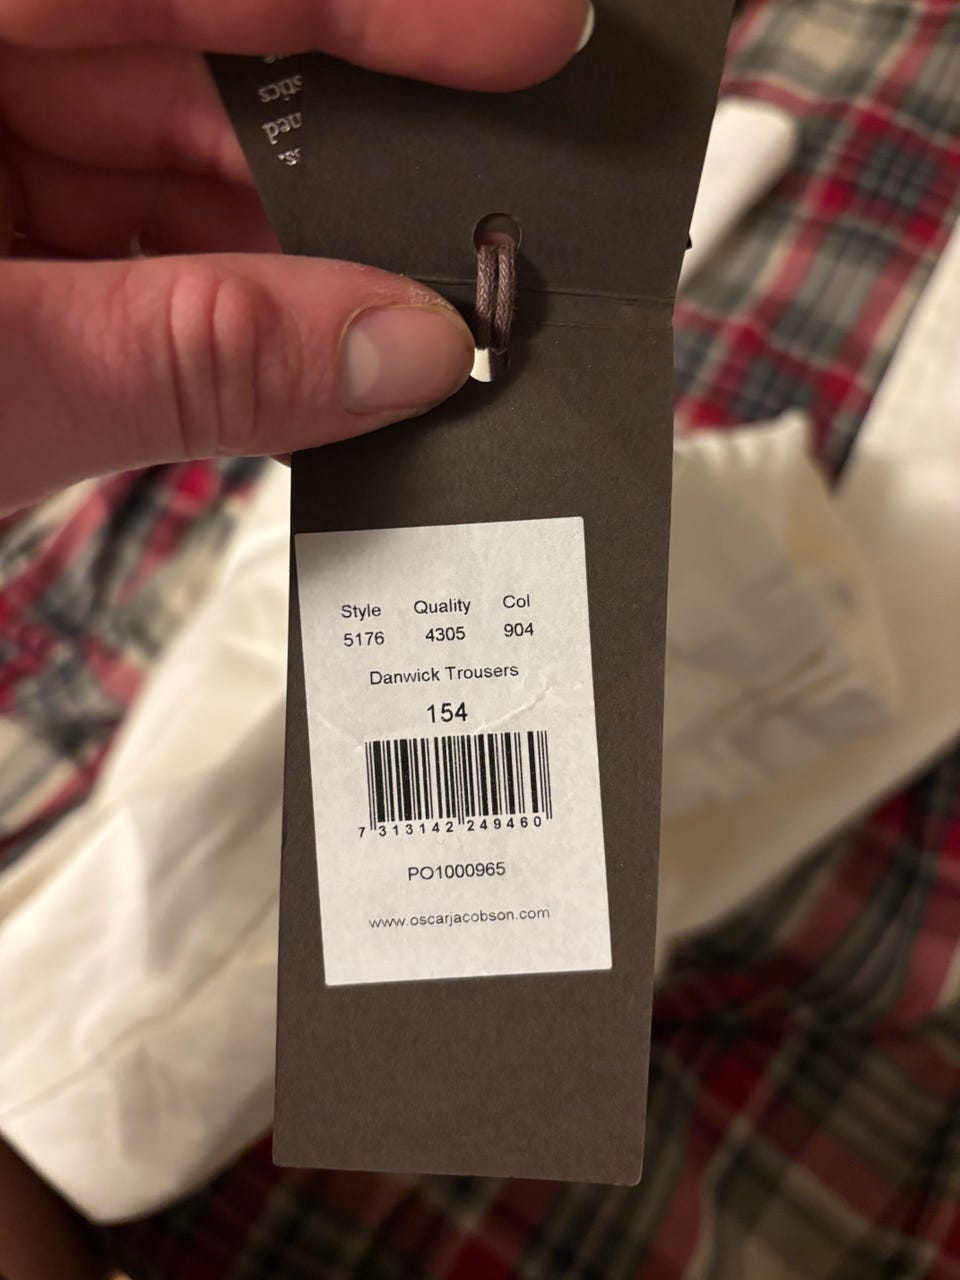 Style Quality Col
5176 4305 904
Danwick Trousers
154
7 313142 249460
PO1000965
www.oscarjacobson.com